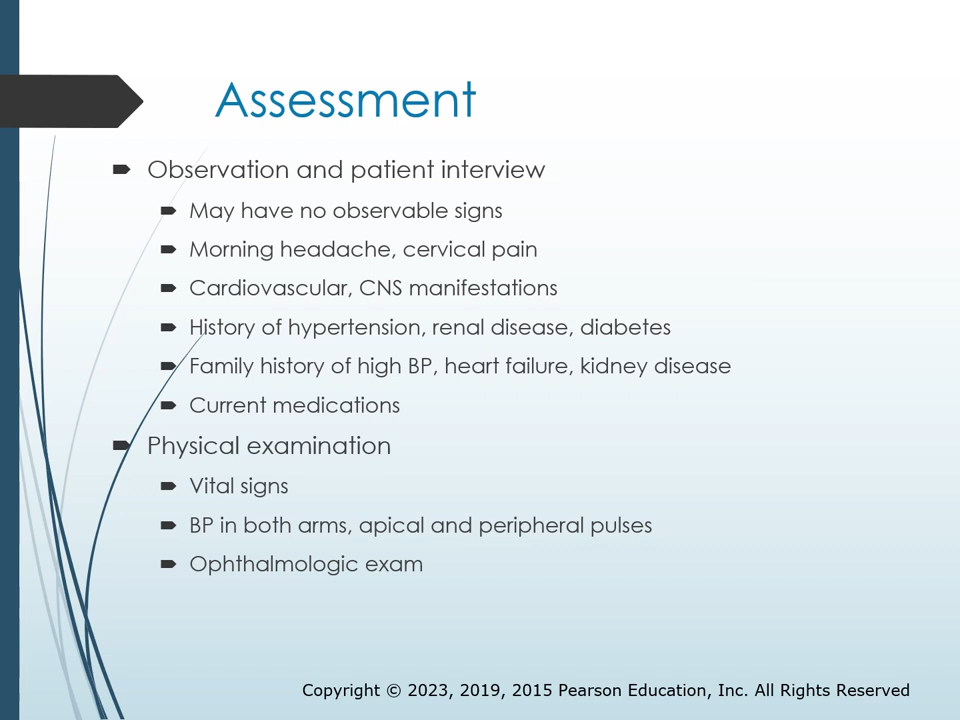 Assessment
Observation and patient interview
May have no observable signs
Morning headache, cervical pain
Cardiovascular, CNS manifestations
History of hypertension, renal disease, diabetes
Family history of high BP, heart failure, kidney disease
Current medications
Physical examination
Vital signs
BP in both arms, apical and peripheral pulses
Ophthalmologic exam
Copyright © 2023, 2019, 2015 Pearson Education, Inc. All Rights Reserved